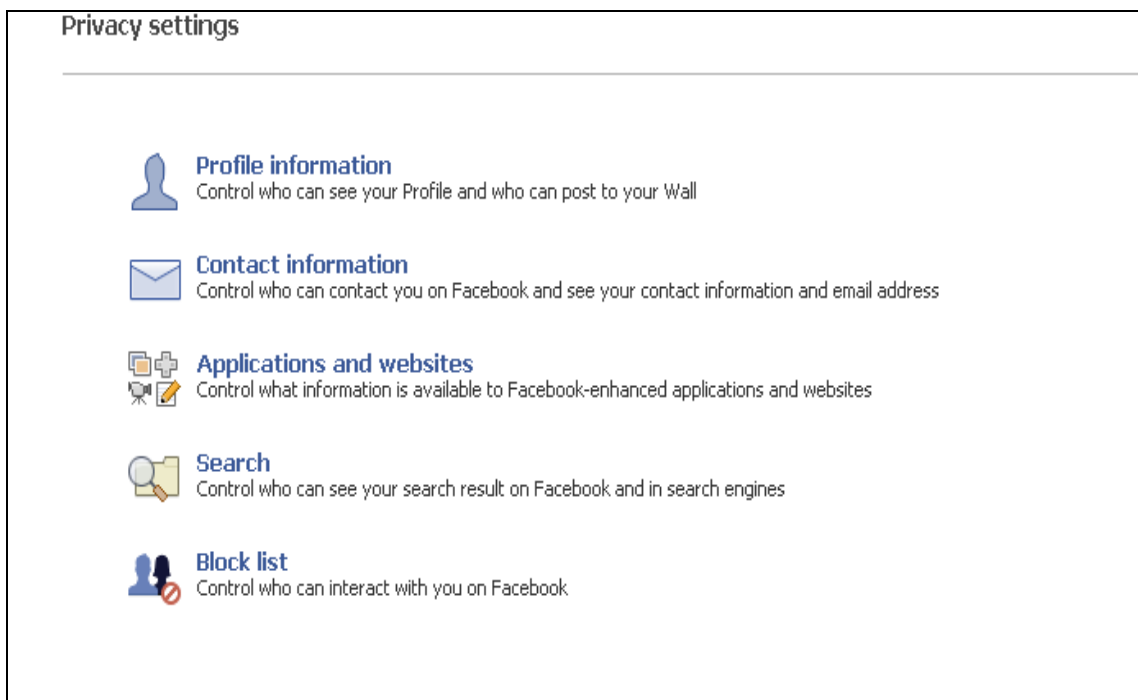 Privacy settings
Profile information
Control who can see your Profile and who can post to your Wall
Contact information
Control who can contact you on Facebook and see your contact information and email address
Applications and websites
Control what information is available to Facebook-enhanced applications and websites
Search
Control who can see your search result on Facebook and in search engines
Block list
Control who can interact with you on Facebook